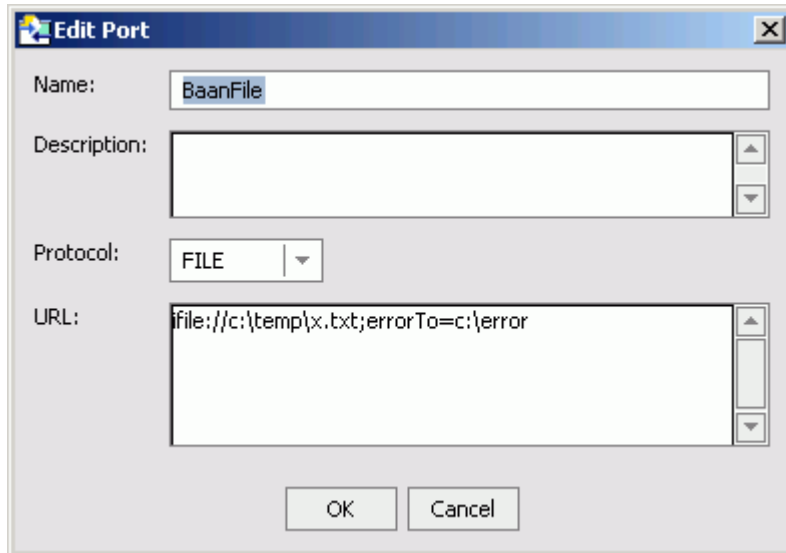 Edit Port
Name:
BaanFile
Description:
Protocol:
FILE
URL:
ifile://c:\temp\x.txt;errorTo=c:\error
OK
Cancel